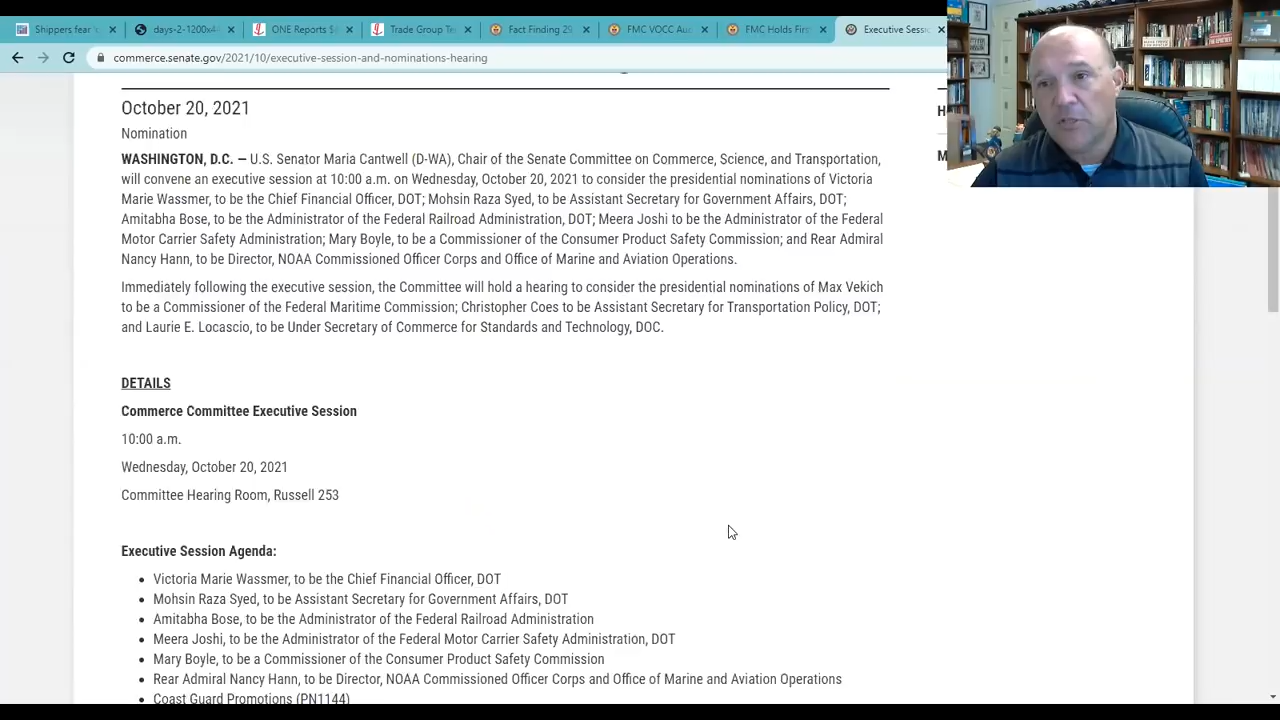 Shippers fear
days-2-1200x4
ONE Reports
Trade Group Te
Fact Finding 29
FMC VOCC Au
FMC Holds Firs
Executive Sessi
commerce.senate.gov/2021/10/executive-session-and-nominations-hearing
October 20, 2021
Nomination
WASHINGTON, D.C. — U.S. Senator Maria Cantwell (D-WA), Chair of the Senate Committee on Commerce, Science, and Transportation,
will convene an executive session at 10:00 a.m. on Wednesday, October 20, 2021 to consider the presidential nominations of Victoria
Marie Wassmer, to be the Chief Financial Officer, DOT; Mohsin Raza Syed, to be Assistant Secretary for Government Affairs, DOT;
Amitabha Bose, to be the Administrator of the Federal Railroad Administration, DOT; Meera Joshi to be the Administrator of the Federal
Motor Carrier Safety Administration; Mary Boyle, to be a Commissioner of the Consumer Product Safety Commission; and Rear Admiral
Nancy Hann, to be Director, NOAA Commissioned Officer Corps and Office of Marine and Aviation Operations.
Immediately following the executive session, the Committee will hold a hearing to consider the presidential nominations of Max Vekich
to be a Commissioner of the Federal Maritime Commission; Christopher Coes to be Assistant Secretary for Transportation Policy, DOT;
and Laurie E. Locascio, to be Under Secretary of Commerce for Standards and Technology, DOC.
DETAILS
Commerce Committee Executive Session
10:00 a.m.
Wednesday, October 20, 2021
Committee Hearing Room, Russell 253
Executive Session Agenda:
Victoria Marie Wassmer, to be the Chief Financial Officer, DOT
Mohsin Raza Syed, to be Assistant Secretary for Government Affairs, DOT
Amitabha Bose, to be the Administrator of the Federal Railroad Administration
Meera Joshi, to be the Administrator of the Federal Motor Carrier Safety Administration, DOT
Mary Boyle, to be a Commissioner of the Consumer Product Safety Commission
Rear Admiral Nancy Hann, to be Director, NOAA Commissioned Officer Corps and Office of Marine and Aviation Operations
Coast Guard Promotions (PN1144)